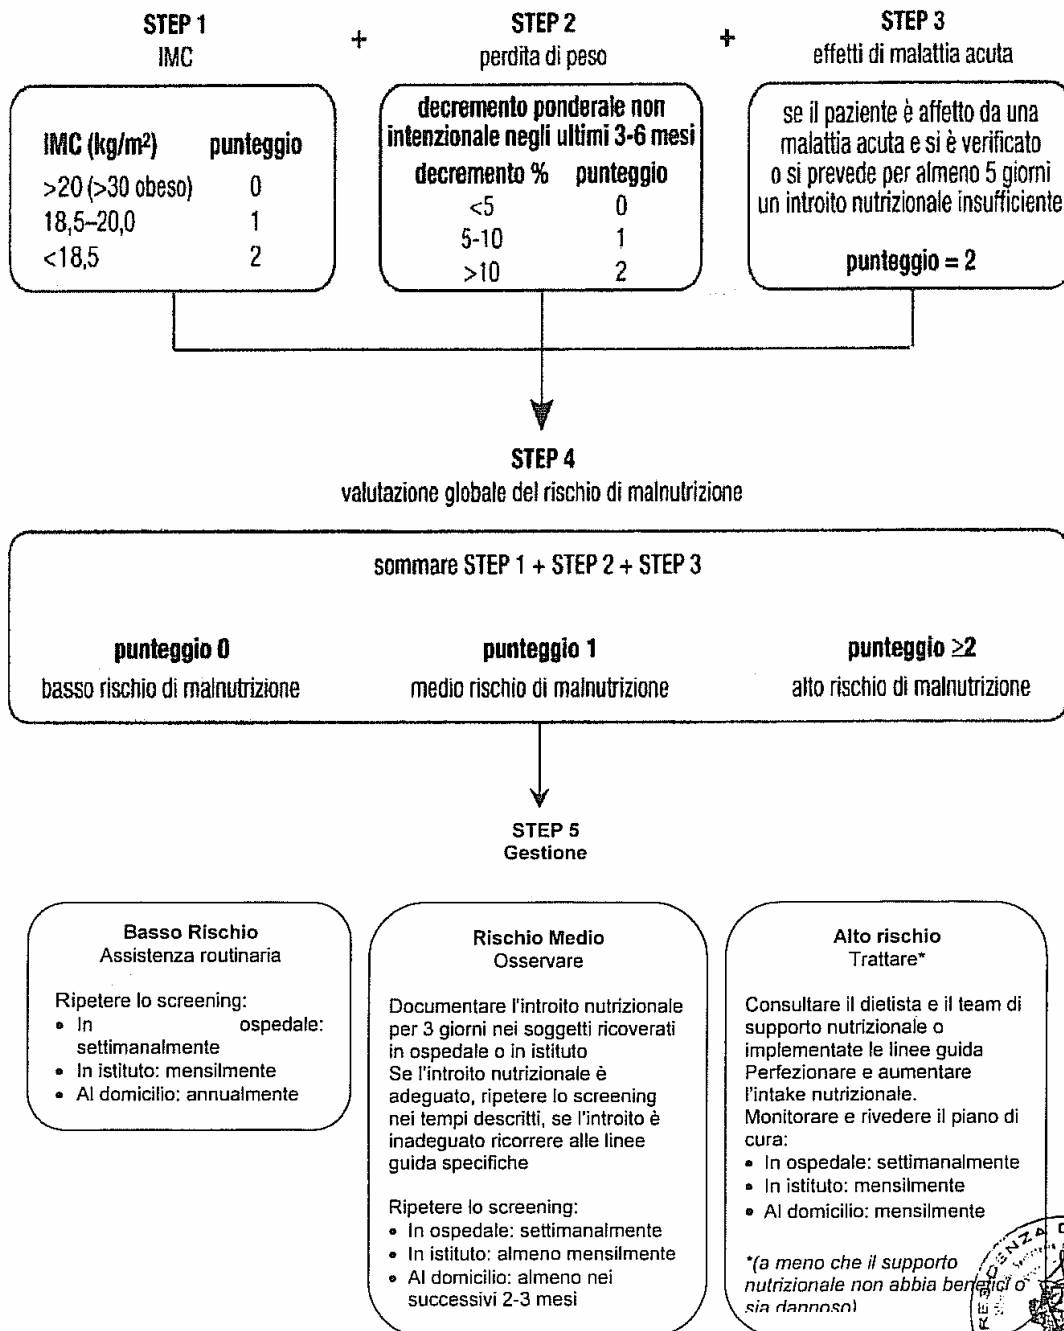 STEP 1
IMC
+
STEP 2
perdita di peso
+
STEP 3
effetti di malattia acuta
IMC (kg/m²) punteggio
>20 (>30 obeso) 0
18,5–20,0 1
<18,5 2
decremento ponderale non
intenzionale negli ultimi 3-6 mesi
decremento % punteggio
<5 0
5-10 1
>10 2
se il paziente è affetto da una
malattia acuta e si è verificato
o si prevede per almeno 5 giorni
un introito nutrizionale insufficiente
punteggio = 2
STEP 4
valutazione globale del rischio di malnutrizione
sommare STEP 1 + STEP 2 + STEP 3
punteggio 0
basso rischio di malnutrizione
punteggio 1
medio rischio di malnutrizione
punteggio ≥2
alto rischio di malnutrizione
STEP 5
Gestione
Basso Rischio
Assistenza routinaria
Ripetere lo screening:
• In ospedale:
settimanalmente
• In istituto: mensilmente
• Al domicilio: annualmente
Rischio Medio
Osservare
Documentare l'introito nutrizionale
per 3 giorni nei soggetti ricoverati
in ospedale o in istituto
Se l'introito nutrizionale è
adeguato, ripetere lo screening
nei tempi descritti, se l'introito è
inadeguato ricorrere alle linee
guida specifiche
Ripetere lo screening:
• In ospedale: settimanalmente
• In istituto: almeno mensilmente
• Al domicilio: almeno nei
successivi 2-3 mesi
Alto rischio
Trattare*
Consultare il dietista e il team di
supporto nutrizionale o
implementate le linee guida
Perfezionare e aumentare
l'intake nutrizionale.
Monitorare e rivedere il piano di
cura:
• In ospedale: settimanalmente
• In istituto: mensilmente
• Al domicilio: mensilmente
*(a meno che il supporto
nutrizionale non abbia benefici o
sia dannoso)